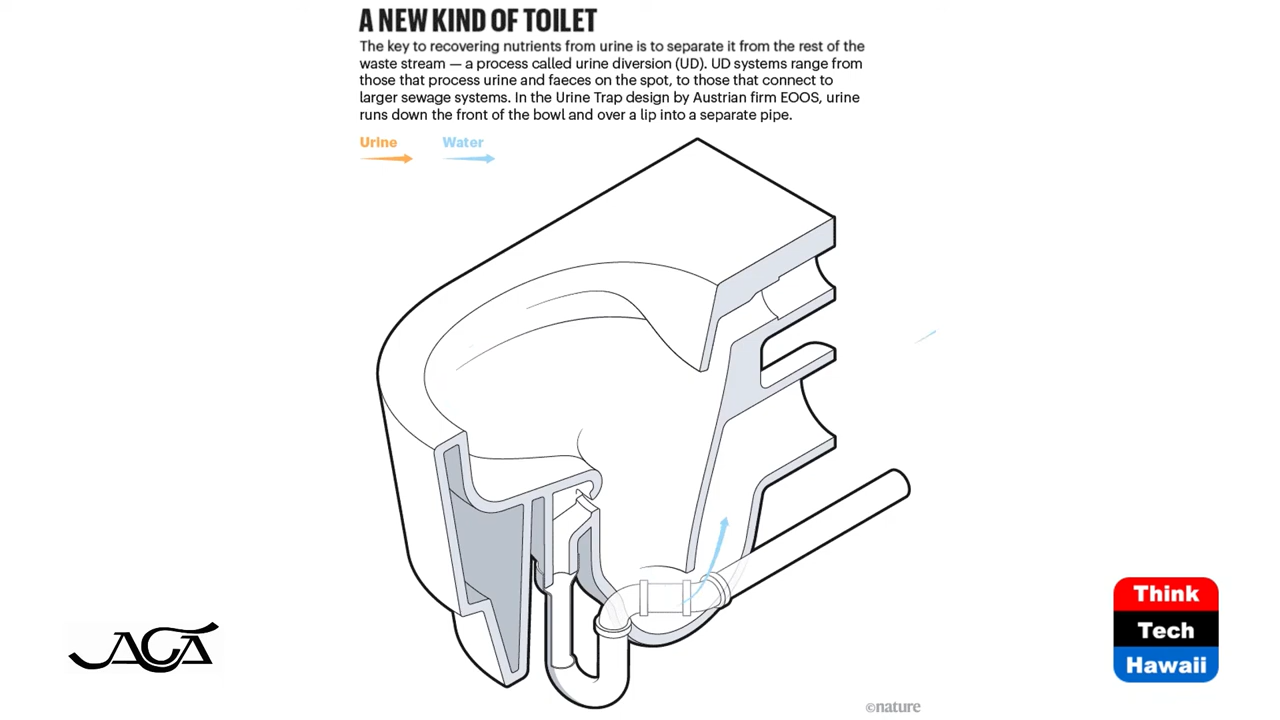 A NEW KIND OF TOILET
The key to recovering nutrients from urine is to separate it from the rest of the
waste stream — a process called urine diversion (UD). UD systems range from
those that process urine and faeces on the spot, to those that connect to
larger sewage systems. In the Urine Trap design by Austrian firm EOOS, urine
runs down the front of the bowl and over a lip into a separate pipe.
Urine Water
JAGA
Think
Tech
Hawaii
©nature